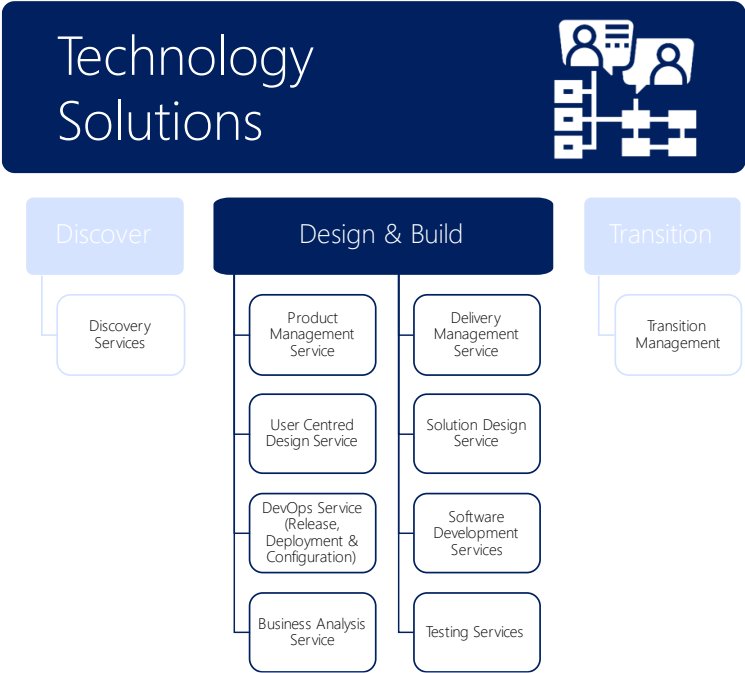 Technology
Solutions
Discover
Design & Build
Transition
Discovery
Services
Product
Management
Service
Delivery
Management
Service
Transition
Management
User Centred
Design Service
Solution Design
Service
DevOps Service
(Release,
Deployment &
Configuration)
Software
Development
Services
Business Analysis
Service
Testing Services